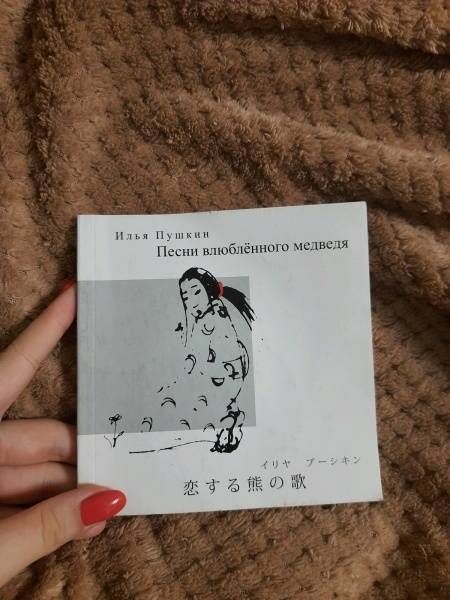 Илья Пушкин
Песни влюблённого медведя
イリヤ プーシキン
恋する熊の歌